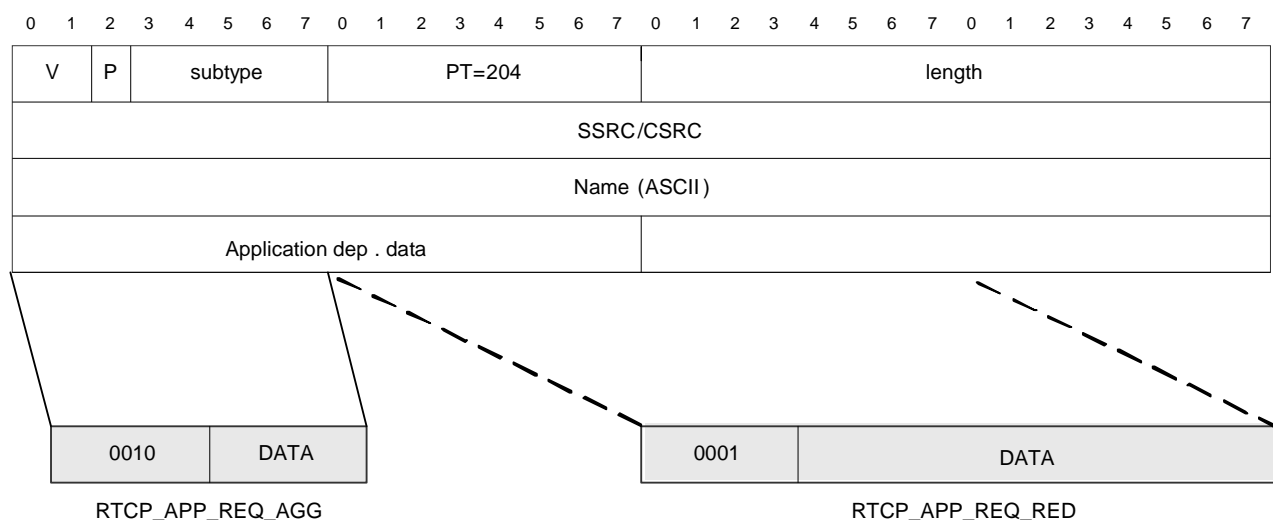 0 1 2 3 4 5 6 7 0 1 2 3 4 5 6 7 0 1 2 3 4 5 6 7 0 1 2 3 4 5 6 7
V P subtype PT=204 length
SSRC/CSRC
Name (ASCII)
Application dep . data
0010 DATA 0001 DATA
RTCP_APP_REQ_AGG RTCP_APP_REQ_RED